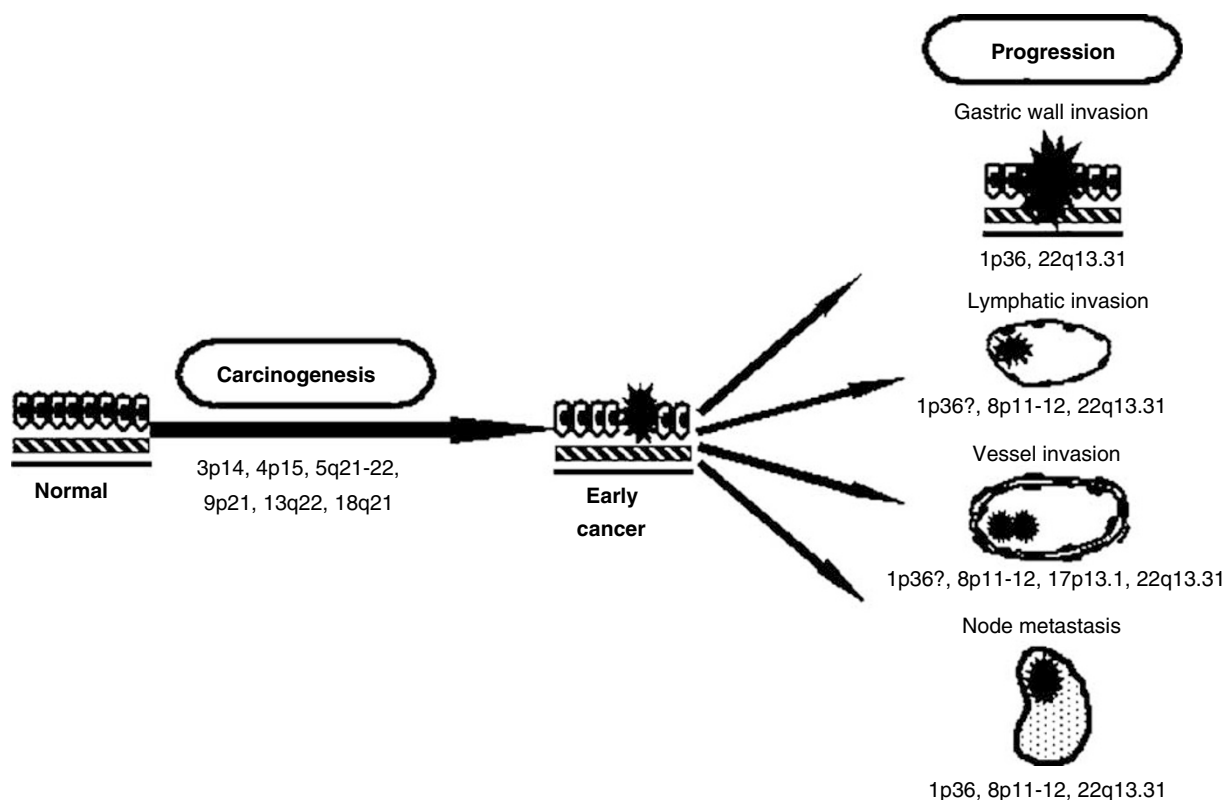 Progression
Gastric wall invasion
1p36, 22q13.31
Lymphatic invasion
1p36?, 8p11-12, 22q13.31
Carcinogenesis
3p14, 4p15, 5q21-22,
9p21, 13q22, 18q21
Normal
Early
cancer
Vessel invasion
1p36?, 8p11-12, 17p13.1, 22q13.31
Node metastasis
1p36, 8p11-12, 22q13.31